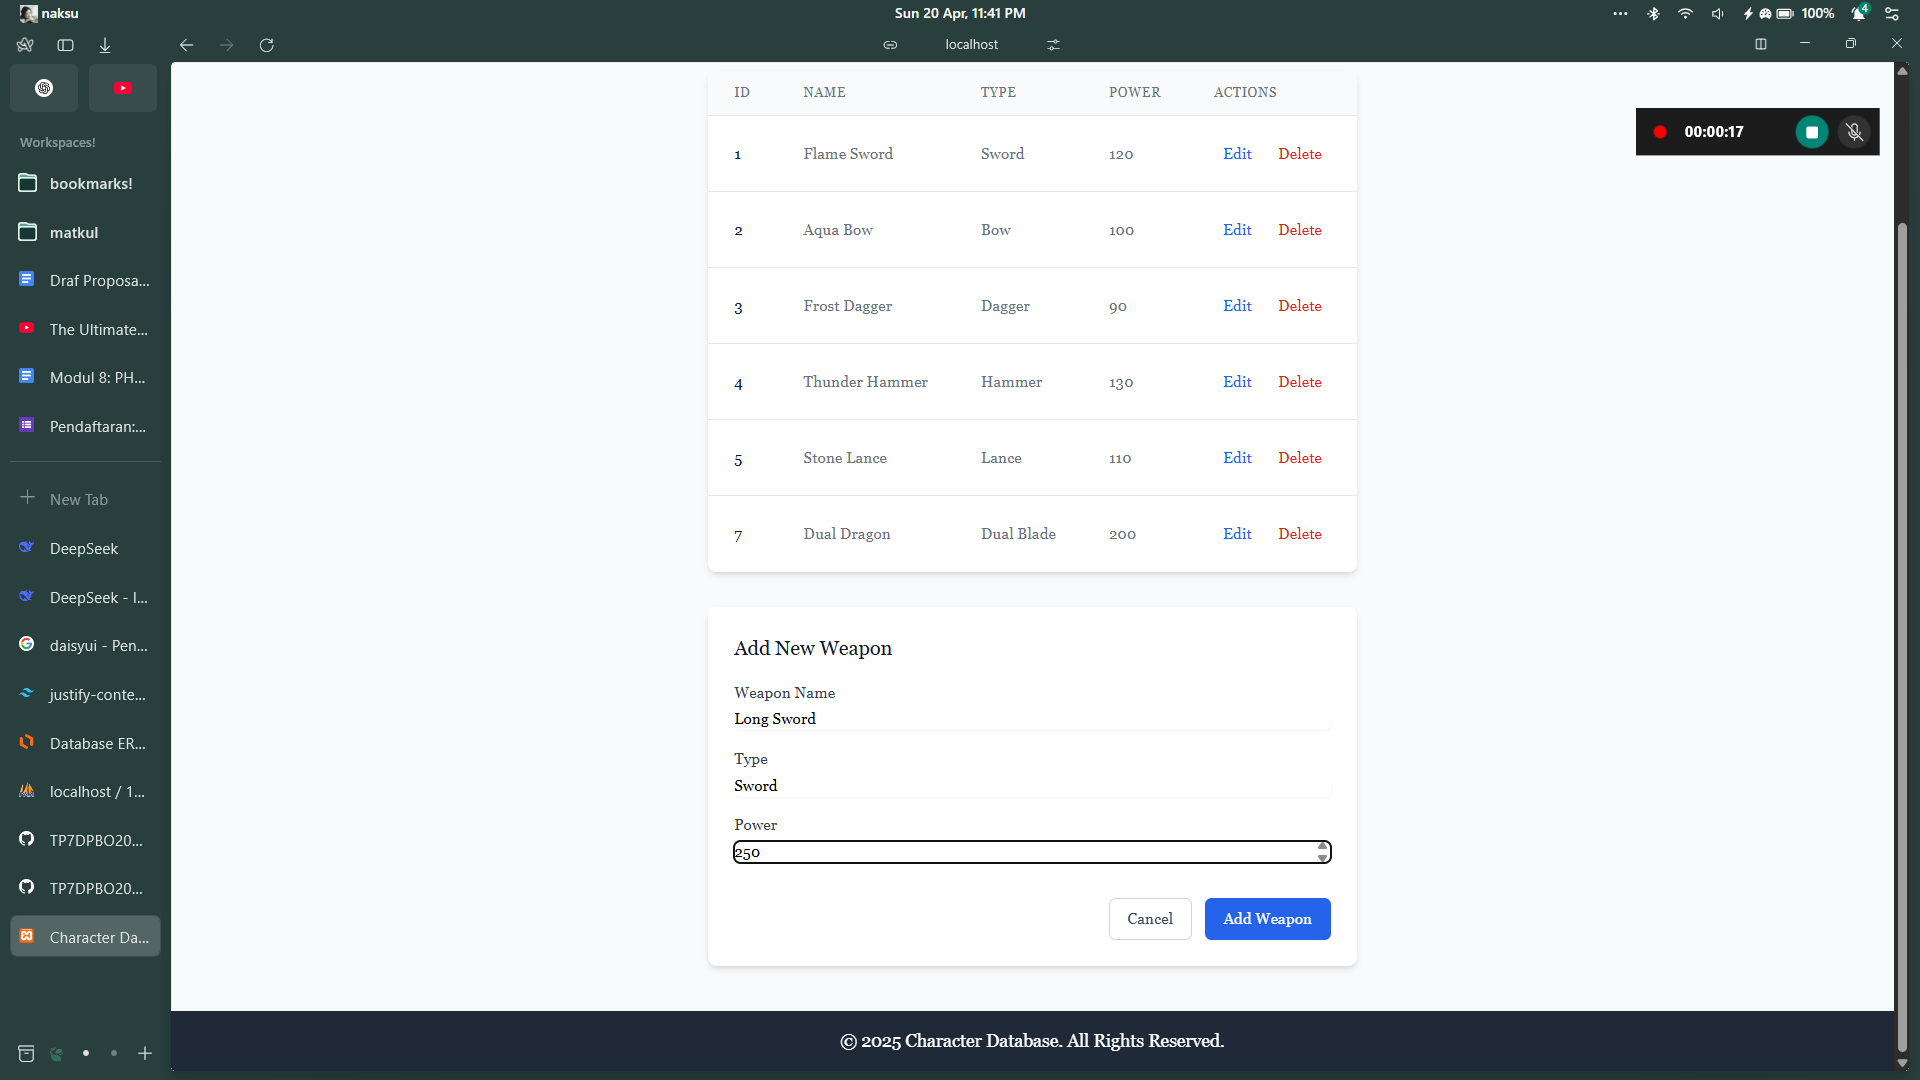 naksu
Sun 20 Apr, 11:41 PM
100%
4
localhost
Workspaces!
bookmarks!
matkul
Draf Proposa...
The Ultimate...
Modul 8: PH...
Pendaftaran:...
New Tab
DeepSeek
DeepSeek - I...
daisyui - Pen...
justify-conte...
Database ER...
localhost / 1...
TP7DPBO20...
TP7DPBO20...
Character Da...
00:00:17
ID NAME TYPE POWER ACTIONS
1 Flame Sword Sword 120 Edit Delete
2 Aqua Bow Bow 100 Edit Delete
3 Frost Dagger Dagger 90 Edit Delete
4 Thunder Hammer Hammer 130 Edit Delete
5 Stone Lance Lance 110 Edit Delete
7 Dual Dragon Dual Blade 200 Edit Delete
Add New Weapon
Weapon Name
Long Sword
Type
Sword
Power
250
Cancel Add Weapon
© 2025 Character Database. All Rights Reserved.